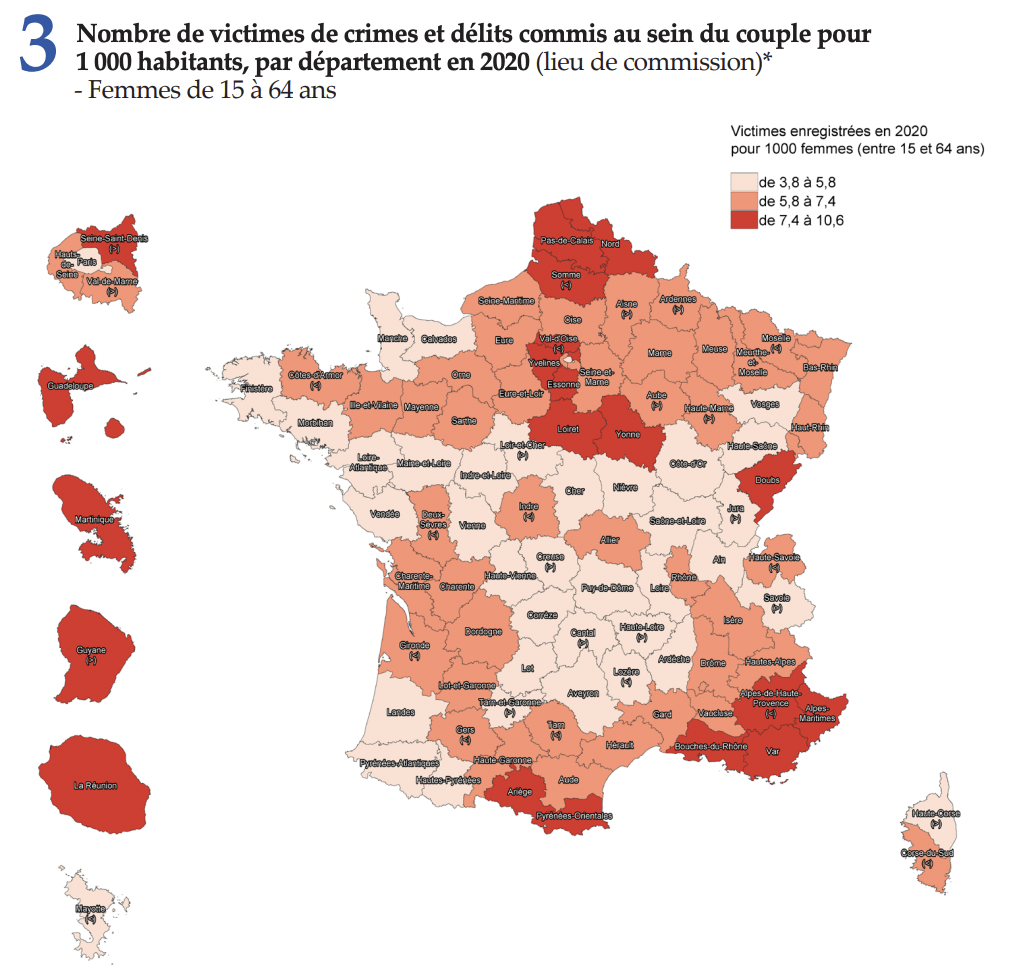 3
Nombre de victimes de crimes et délits commis au sein du couple pour
1 000 habitants, par département en 2020 (lieu de commission)*
- Femmes de 15 à 64 ans
Victimes enregistrées en 2020
pour 1000 femmes (entre 15 et 64 ans)
de 3,8 à 5,8
de 5,8 à 7,4
de 7,4 à 10,6
Seine-Saint-Denis
(>)
Hauts-
de-
Seine
Paris
Val-de-Marne
(>)
Guadeloupe
Martinique
Guyane
(>)
La Réunion
Mayotte
(<)
Pas-de-Calais
Nord
Somme
(<)
Seine-Maritime
Aisne
(>)
Ardennes
(>)
Oise
Manche
Calvados
Eure
Val-d'Oise
(<)
Marne
Meuse
Moselle
(<)
Meurthe-
et-
Moselle
Bas-Rhin
Yvelines
Seine-et-
Marne
Essonne
Finistère
Côtes-d'Armor
(<)
Orne
Eure-et-Loir
Aube
(>)
Haute-Marne
(>)
Vosges
Ille-et-Vilaine
Mayenne
Sarthe
Morbihan
Loiret
Yonne
Haut-Rhin
Loir-et-Cher
(>)
Haute-Saône
Loire-
Atlantique
Maine-et-Loire
Indre-et-Loire
Côte-d'Or
Doubs
Cher
Nièvre
Vendée
Deux-
Sèvres
(<)
Vienne
Indre
(<)
Saône-et-Loire
Jura
(>)
Allier
Creuse
(>)
Ain
Haute-Savoie
(<)
Charente-
Maritime
Charente
Haute-Vienne
Puy-de-Dôme
Loire
Rhône
Savoie
(>)
Corrèze
Isère
Dordogne
Cantal
(>)
Haute-Loire
(>)
Gironde
(<)
Lot
Lozère
(<)
Ardèche
Drôme
Hautes-Alpes
Lot-et-Garonne
Aveyron
Tarn-et-Garonne
(>)
Landes
Gard
Vaucluse
Alpes-de-Haute-
Provence
(<)
Alpes-
Maritimes
Gers
(<)
Tarn
(<)
Hérault
Bouches-du-Rhône
Var
Pyrénées-Atlantiques
Haute-Garonne
Hautes-Pyrénées
Ariège
Aude
Pyrénées-Orientales
Haute-Corse
(>)
Corse-du-Sud
(<)